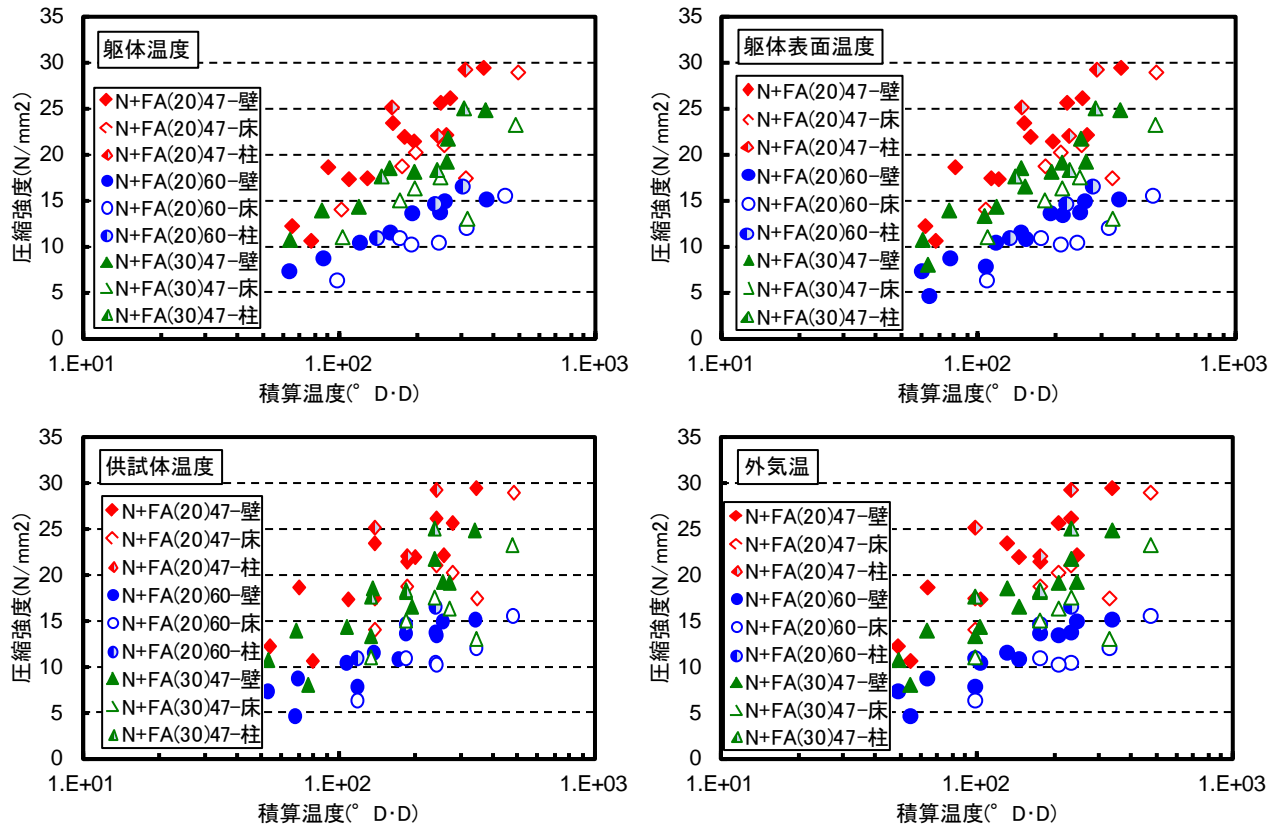 35
30
25
20
15
10
5
0
圧縮強度(N/mm2)
躯体温度
N+FA(20)47-壁
N+FA(20)47-床
N+FA(20)47-柱
N+FA(20)60-壁
N+FA(20)60-床
N+FA(20)60-柱
N+FA(30)47-壁
N+FA(30)47-床
N+FA(30)47-柱
1.E+01
1.E+02
1.E+03
積算温度(° D・D)
35
30
25
20
15
10
5
0
圧縮強度(N/mm2)
躯体表面温度
N+FA(20)47-壁
N+FA(20)47-床
N+FA(20)47-柱
N+FA(20)60-壁
N+FA(20)60-床
N+FA(20)60-柱
N+FA(30)47-壁
N+FA(30)47-床
N+FA(30)47-柱
1.E+01
1.E+02
1.E+03
積算温度(° D・D)
35
30
25
20
15
10
5
0
圧縮強度(N/mm2)
供試体温度
N+FA(20)47-壁
N+FA(20)47-床
N+FA(20)47-柱
N+FA(20)60-壁
N+FA(20)60-床
N+FA(20)60-柱
N+FA(30)47-壁
N+FA(30)47-床
N+FA(30)47-柱
1.E+01
1.E+02
1.E+03
積算温度(° D・D)
35
30
25
20
15
10
5
0
圧縮強度(N/mm2)
外気温
N+FA(20)47-壁
N+FA(20)47-床
N+FA(20)47-柱
N+FA(20)60-壁
N+FA(20)60-床
N+FA(20)60-柱
N+FA(30)47-壁
N+FA(30)47-床
N+FA(30)47-柱
1.E+01
1.E+02
1.E+03
積算温度(° D・D)